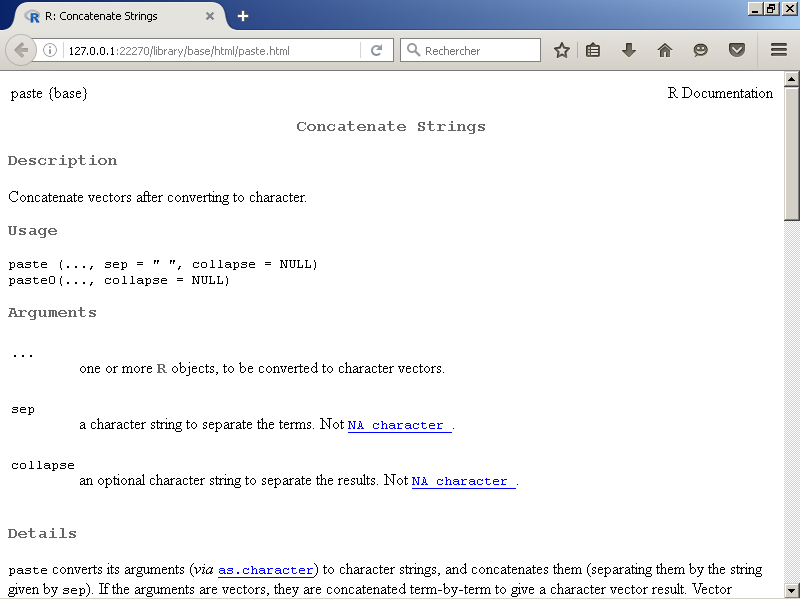 R: Concatenate Strings
127.0.0.1:22270/library/base/html/paste.html
Rechercher
paste {base}
R Documentation
Concatenate Strings
Description
Concatenate vectors after converting to character.
Usage
paste (..., sep = " ", collapse = NULL)
paste0(..., collapse = NULL)
Arguments
...
one or more R objects, to be converted to character vectors.
sep
a character string to separate the terms. Not NA_character_.
collapse
an optional character string to separate the results. Not NA_character_.
Details
paste converts its arguments (via as.character) to character strings, and concatenates them (separating them by the string
given by sep). If the arguments are vectors, they are concatenated term-by-term to give a character vector result. Vector